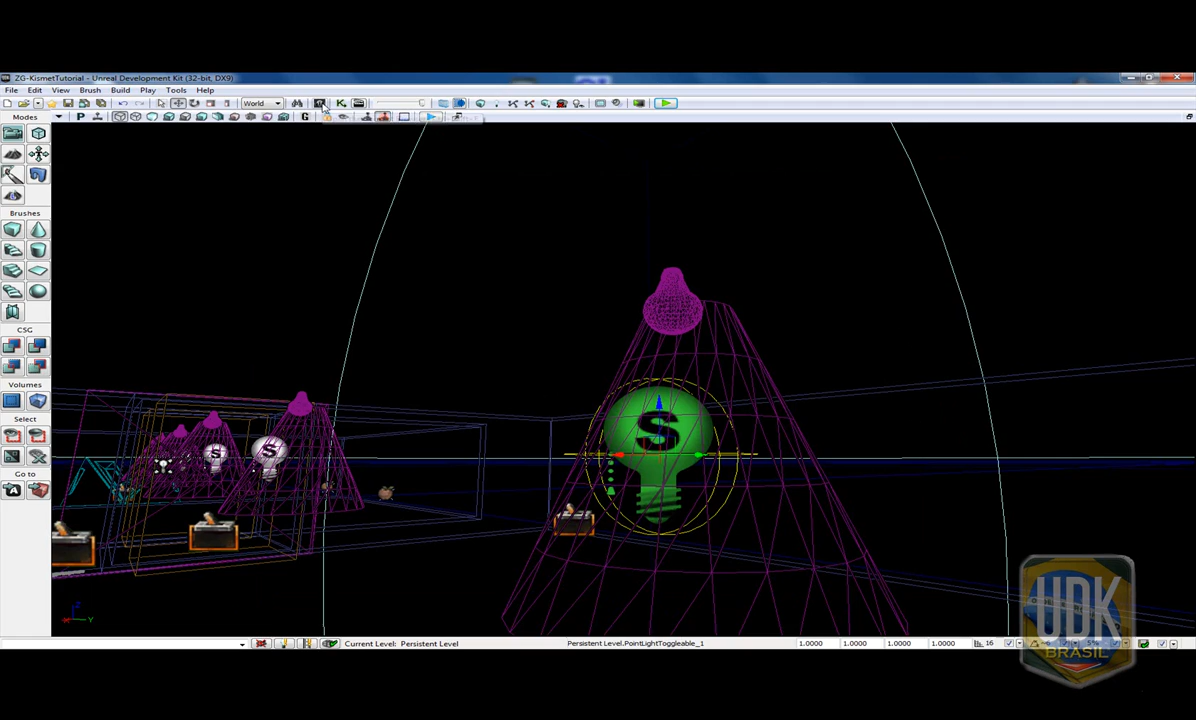 ZG-KismetTutorial - Unreal Development Kit (32-bit, DX9)
File Edit View Brush Build Play Tools Help
World
Modes
P
G
Brushes
CSG
Volumes
Select
Go to
S
S
S
Current Level: Persistent Level
Persistent Level.PointLightToggleable_1
1.0000 1.0000 1.0000 1.0000
16
UDK
BRASIL